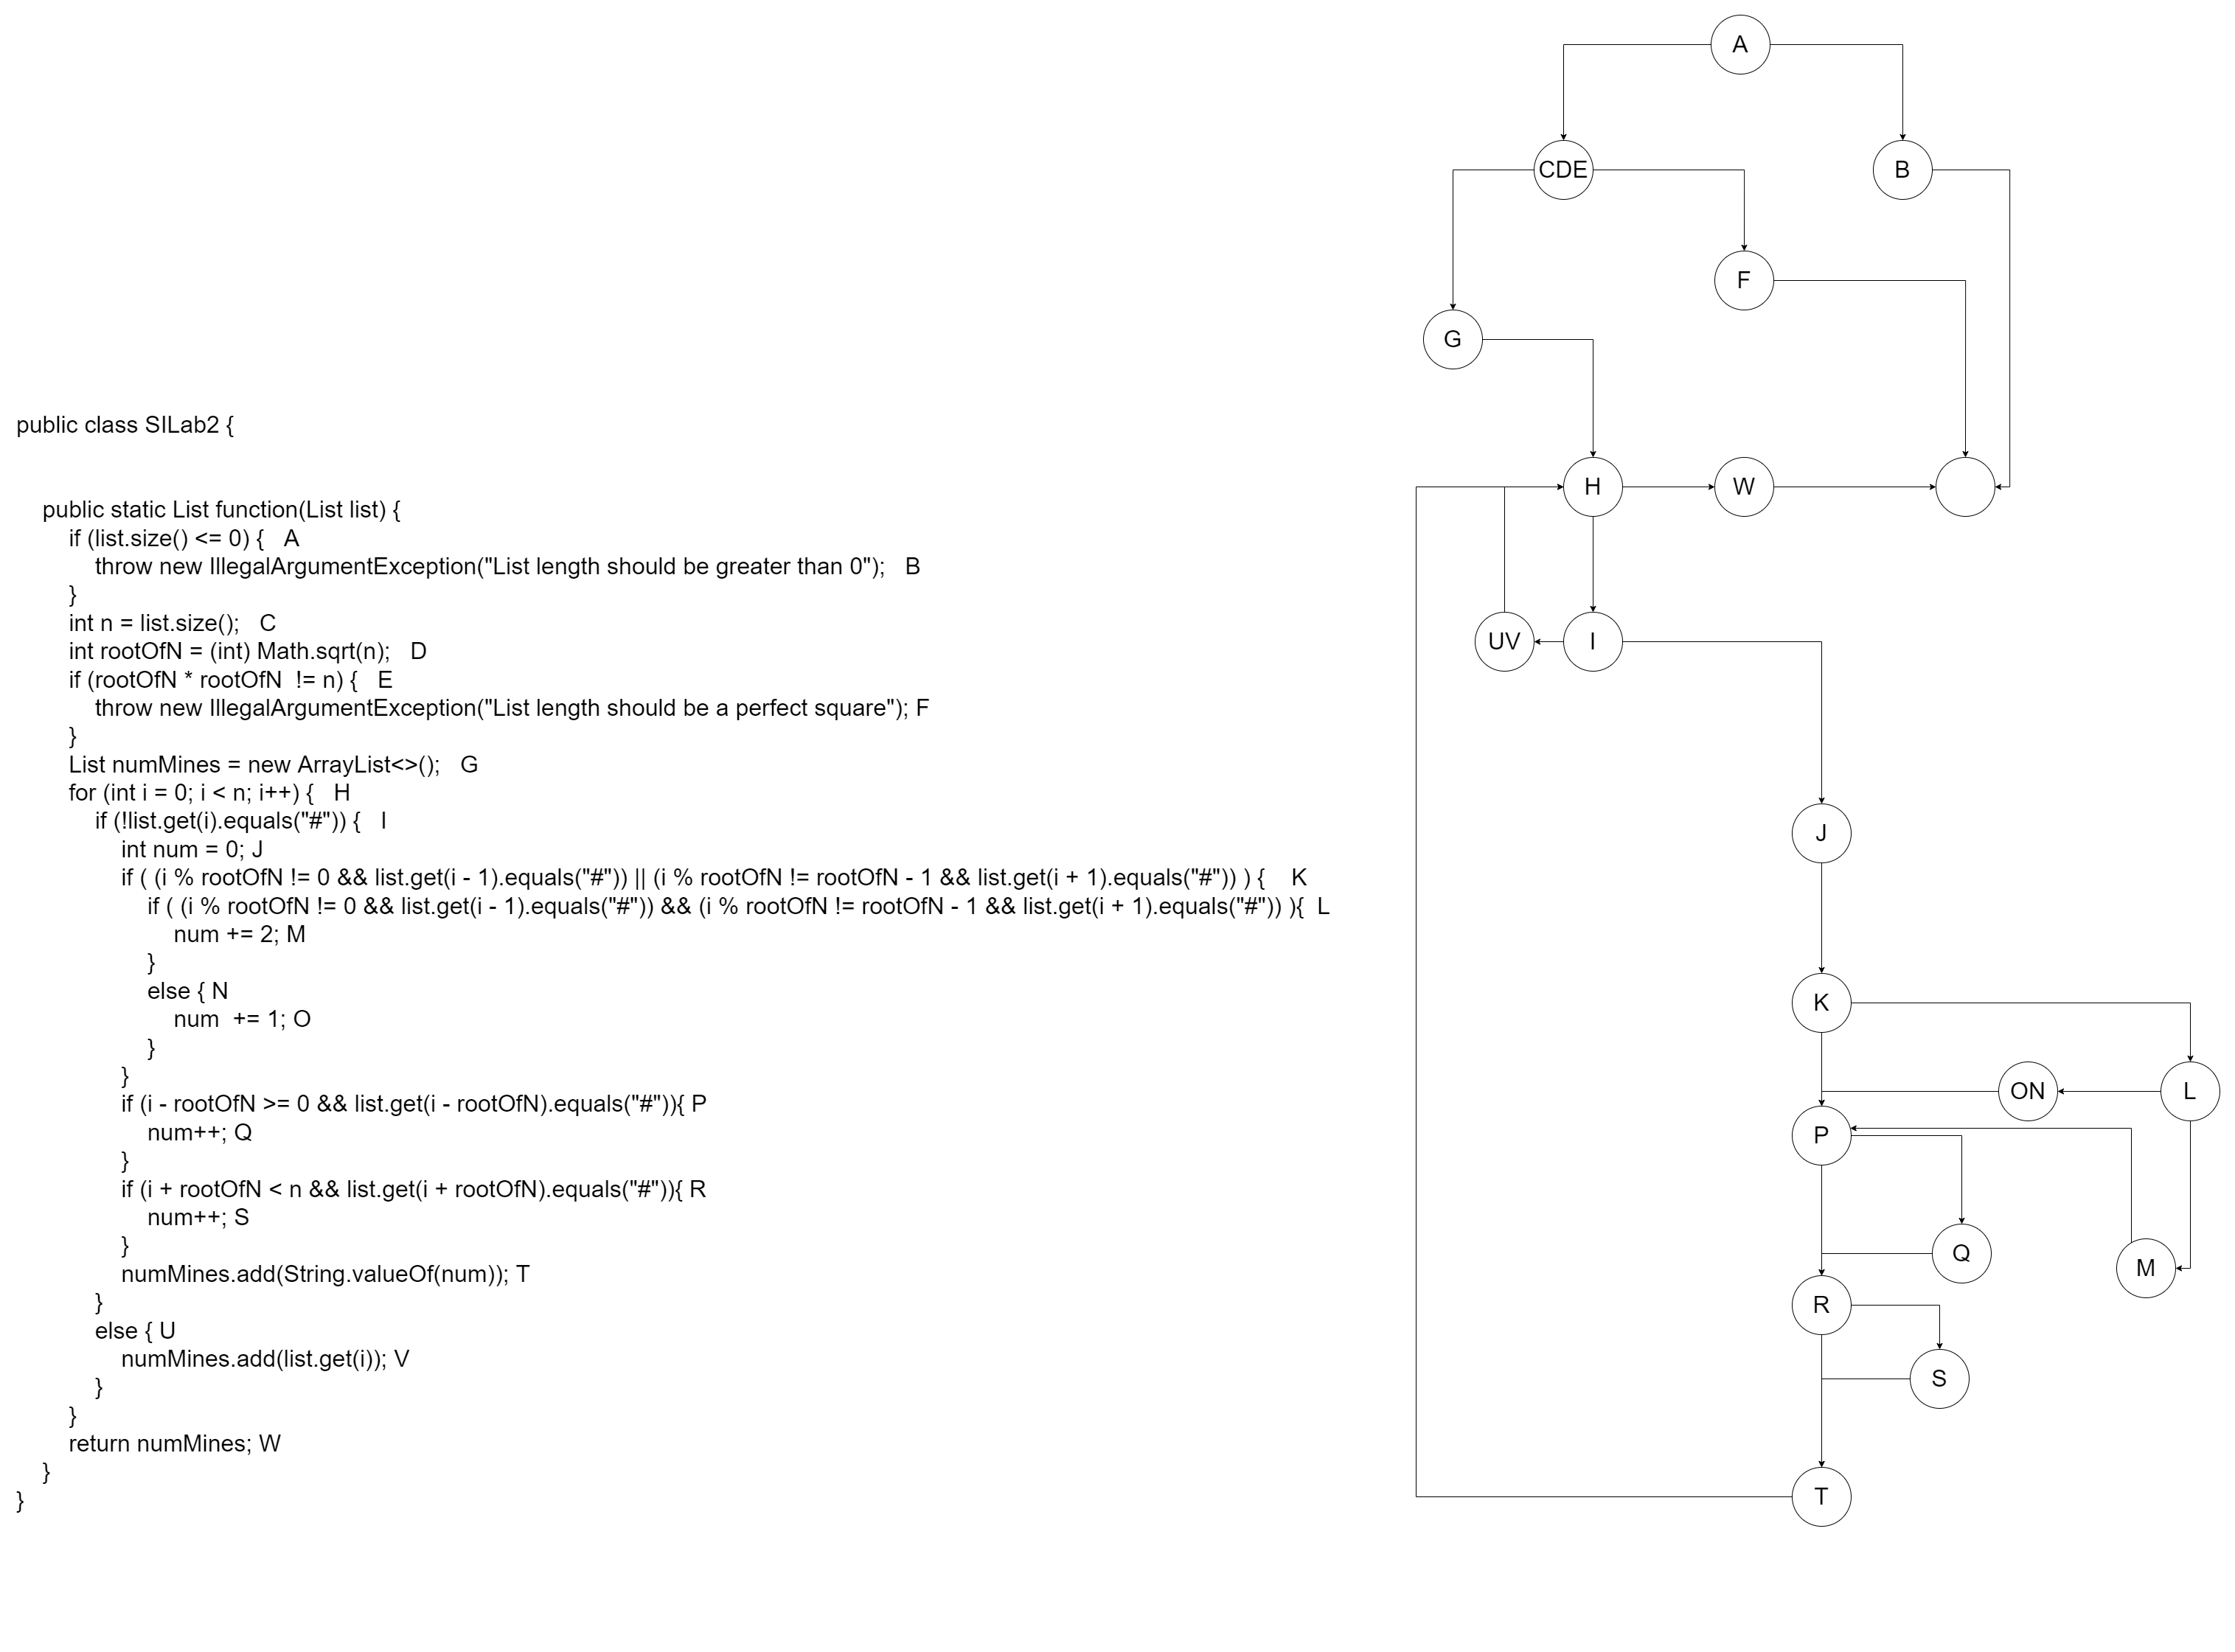 public class SILab2 {
public static List function(List list) {
if (list.size() <= 0) {   A
throw new IllegalArgumentException("List length should be greater than 0");   B
}
int n = list.size();   C
int rootOfN = (int) Math.sqrt(n);   D
if (rootOfN * rootOfN  != n) {   E
throw new IllegalArgumentException("List length should be a perfect square"); F
}
List numMines = new ArrayList<>();   G
for (int i = 0; i < n; i++) {   H
if (!list.get(i).equals("#")) {   I
int num = 0; J
if ( (i % rootOfN != 0 && list.get(i - 1).equals("#")) || (i % rootOfN != rootOfN - 1 && list.get(i + 1).equals("#")) ) {    K
if ( (i % rootOfN != 0 && list.get(i - 1).equals("#")) && (i % rootOfN != rootOfN - 1 && list.get(i + 1).equals("#")) ){  L
num += 2; M
}
else { N
num  += 1; O
}
}
if (i - rootOfN >= 0 && list.get(i - rootOfN).equals("#")){ P
num++; Q
}
if (i + rootOfN < n && list.get(i + rootOfN).equals("#")){ R
num++; S
}
numMines.add(String.valueOf(num)); T
}
else { U
numMines.add(list.get(i)); V
}
}
return numMines; W
}
}
A
CDE
B
F
G
H
W
UV
I
J
K
ON
L
P
Q
M
R
S
T